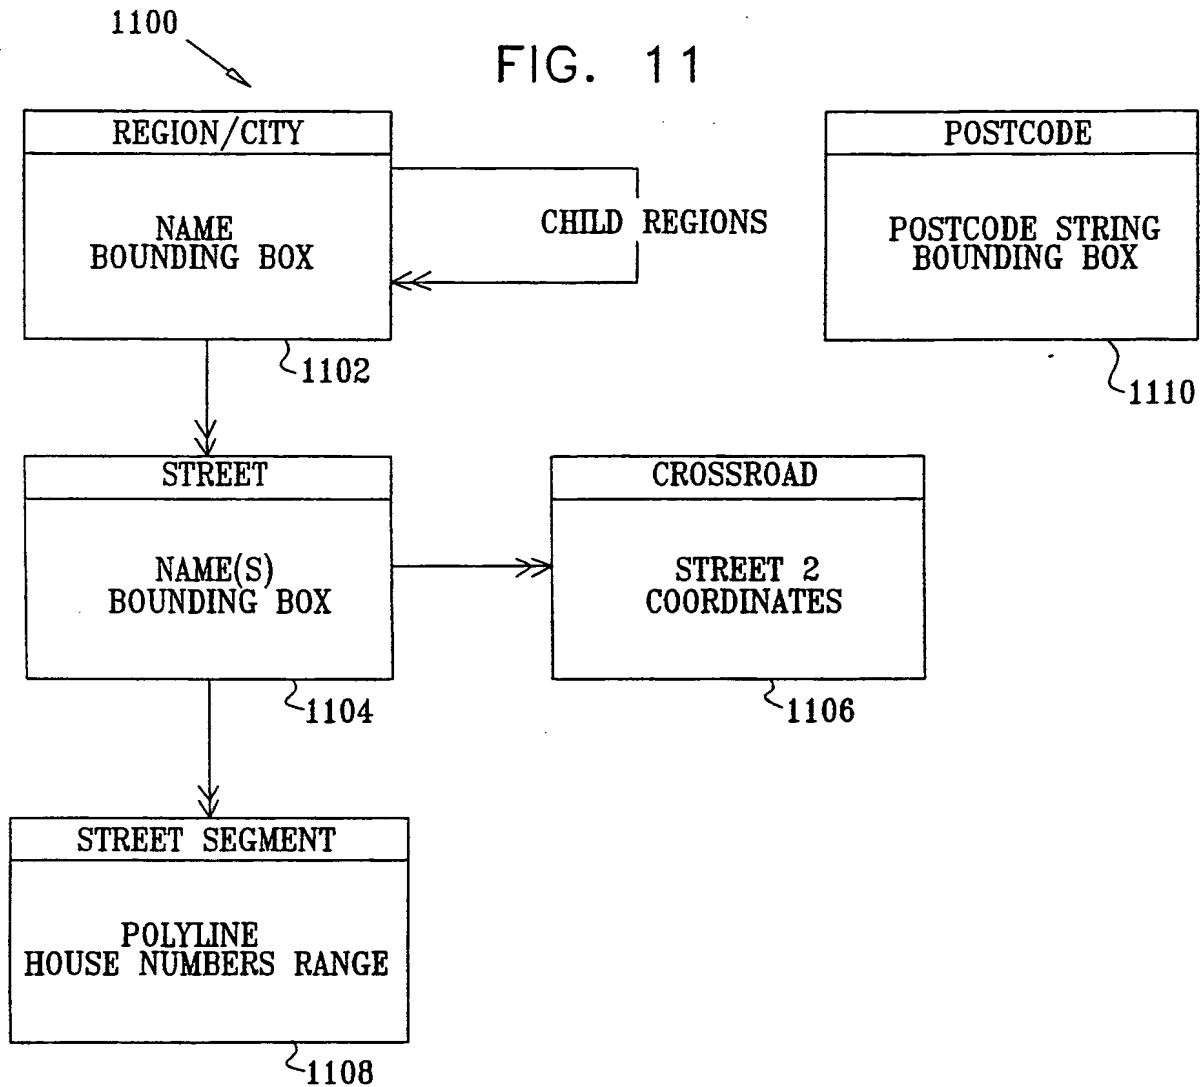 1100
FIG. 11
REGION/CITY
NAME
BOUNDING BOX
CHILD REGIONS
1102
POSTCODE
POSTCODE STRING
BOUNDING BOX
1110
STREET
NAME(S)
BOUNDING BOX
1104
CROSSROAD
STREET 2
COORDINATES
1106
STREET SEGMENT
POLYLINE
HOUSE NUMBERS RANGE
1108